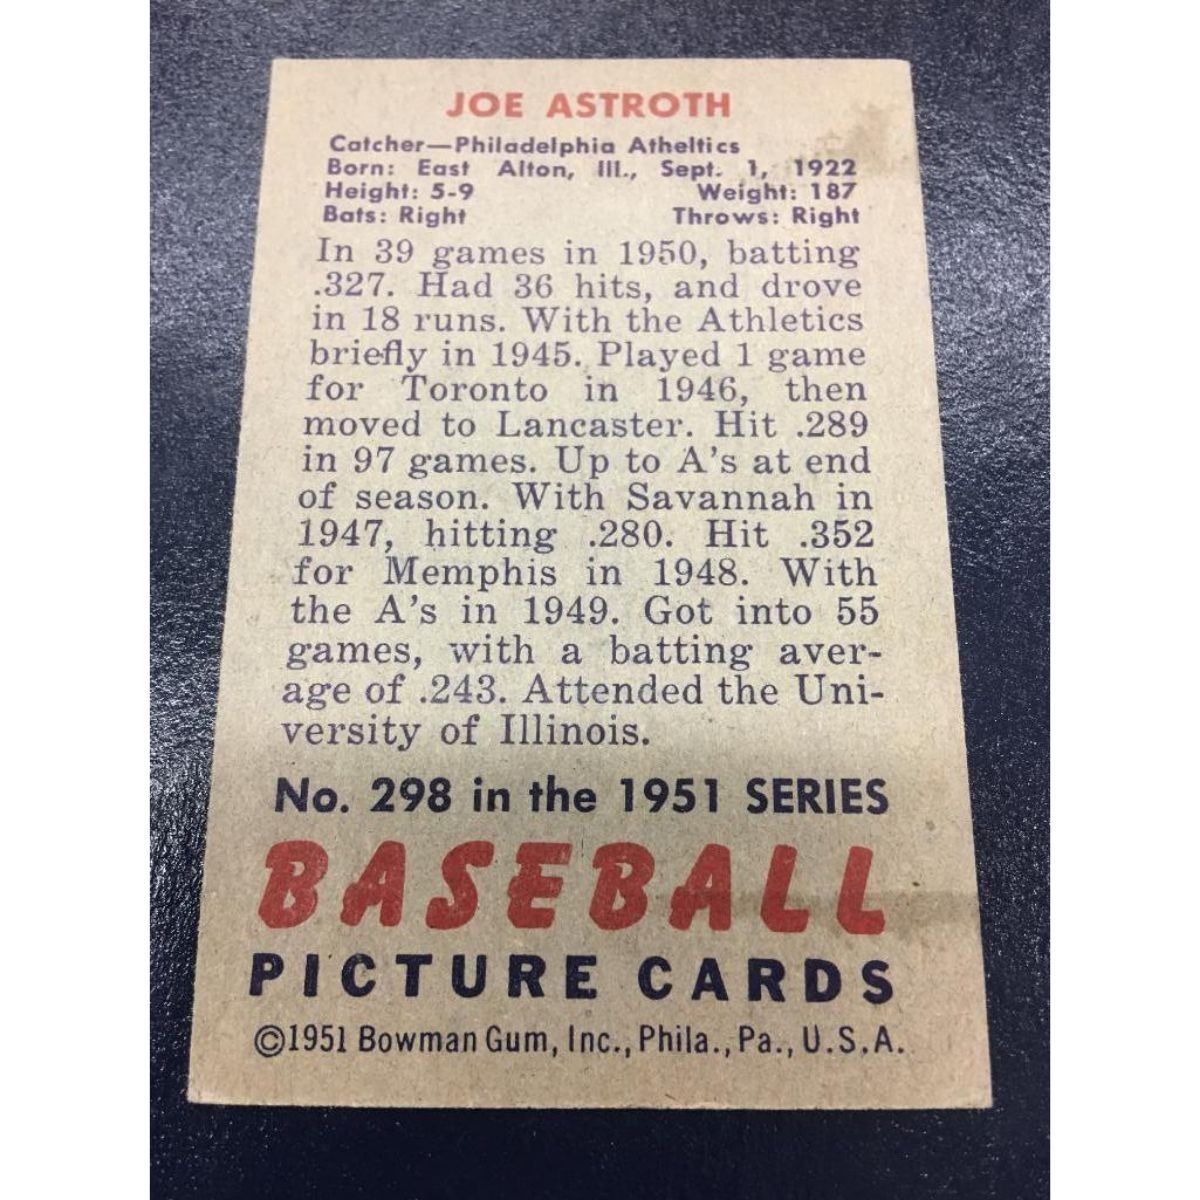 JOE ASTROTH
Catcher—Philadelphia Atheltics
Born: East Alton, Ill., Sept. 1, 1922
Height: 5-9 Weight: 187
Bats: Right Throws: Right
In 39 games in 1950, batting
.327. Had 36 hits, and drove
in 18 runs. With the Athletics
briefly in 1945. Played 1 game
for Toronto in 1946, then
moved to Lancaster. Hit .289
in 97 games. Up to A's at end
of season. With Savannah in
1947, hitting .280. Hit .352
for Memphis in 1948. With
the A's in 1949. Got into 55
games, with a batting aver-
age of .243. Attended the Uni-
versity of Illinois.
No. 298 in the 1951 SERIES
BASEBALL
PICTURE CARDS
©1951 Bowman Gum, Inc., Phila., Pa., U.S.A.